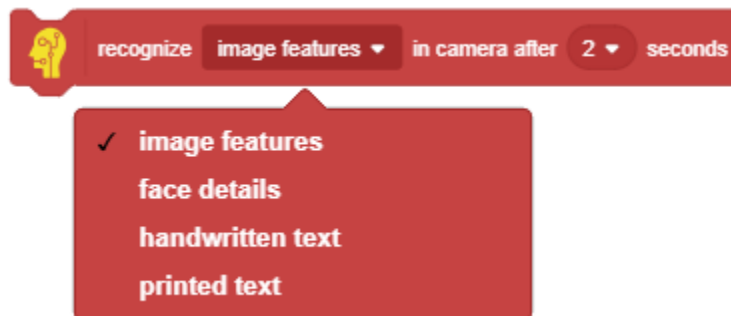 recognize image features in camera after 2 seconds
✓ image features
face details
handwritten text
printed text